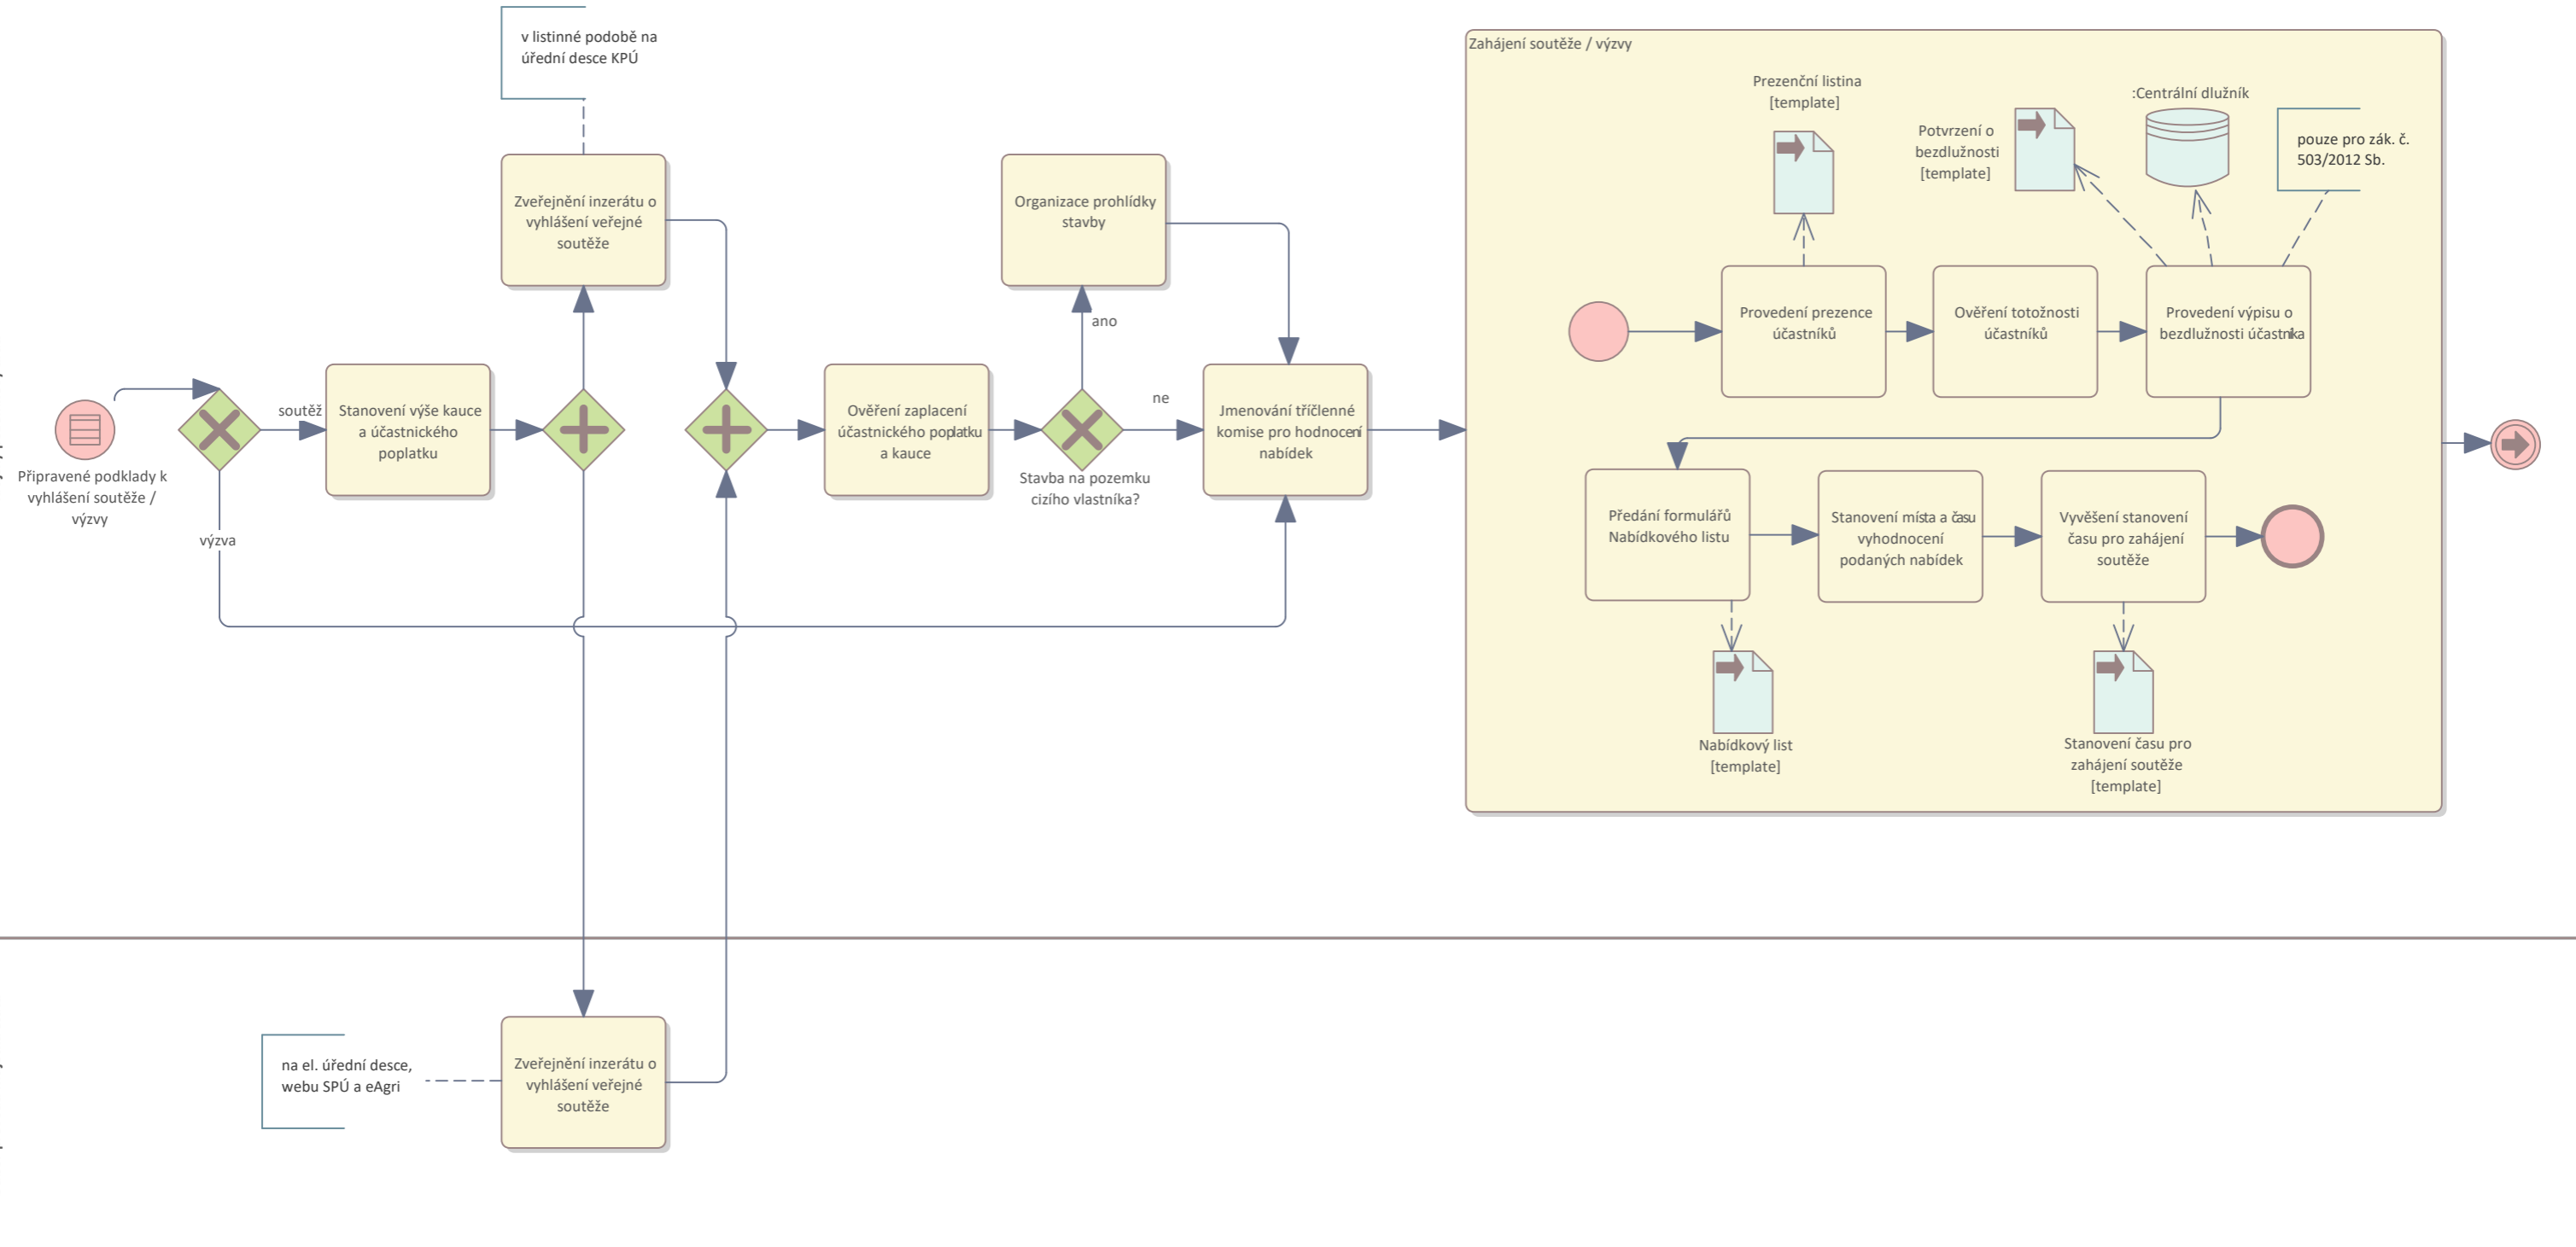 v listinné podobě na
úřední desce KPÚ
Zahájení soutěže / výzvy
Prezenční listina
[template]
Potvrzení o
bezdlužnosti
[template]
:Centrální dlužník
pouze pro zák. č.
503/2012 Sb.
Zveřejnění inzerátu o
vyhlášení veřejné
soutěže
Organizace prohlídky
stavby
ano
Provedení prezence
účastníků
Ověření totožnosti
účastníků
Provedení výpisu o
bezdlužnosti účastníka
Připravené podklady k
vyhlášení soutěže /
výzvy
soutěž
Stanovení výše kauce
a účastnického
poplatku
Ověření zaplacení
účastnického poplatku
a kauce
Stavba na pozemku
cizího vlastníka?
ne
Jmenování tříčlenné
komise pro hodnocení
nabídek
výzva
Předání formulářů
Nabídkového listu
Stanovení místa a času
vyhodnocení
podaných nabídek
Vyvěšení stanovení
času pro zahájení
soutěže
Nabídkový list
[template]
Stanovení času pro
zahájení soutěže
[template]
na el. úřední desce,
webu SPÚ a eAgri
Zveřejnění inzerátu o
vyhlášení veřejné
soutěže